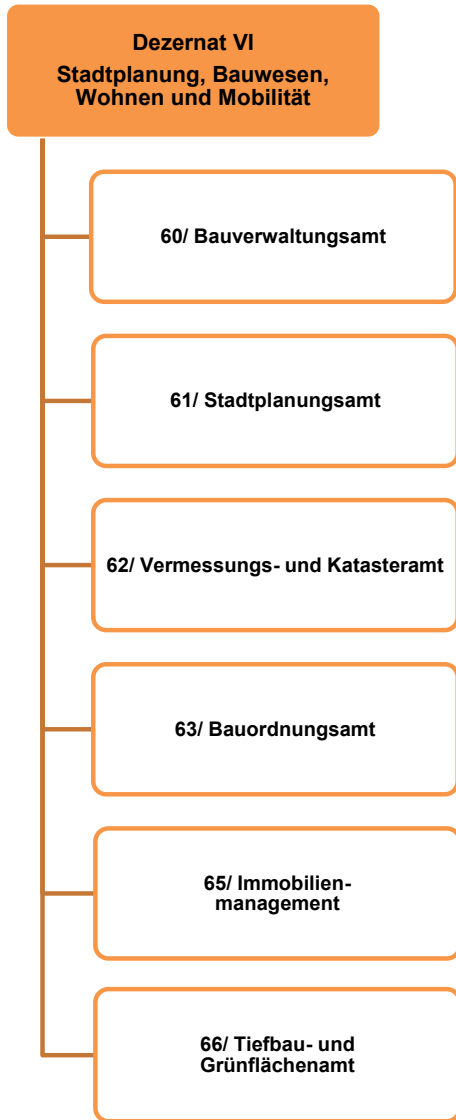 Dezernat VI
Stadtplanung, Bauwesen,
Wohnen und Mobilität
60/ Bauverwaltungsamt
61/ Stadtplanungsamt
62/ Vermessungs- und Katasteramt
63/ Bauordnungsamt
65/ Immobilien-
management
66/ Tiefbau- und
Grünflächenamt